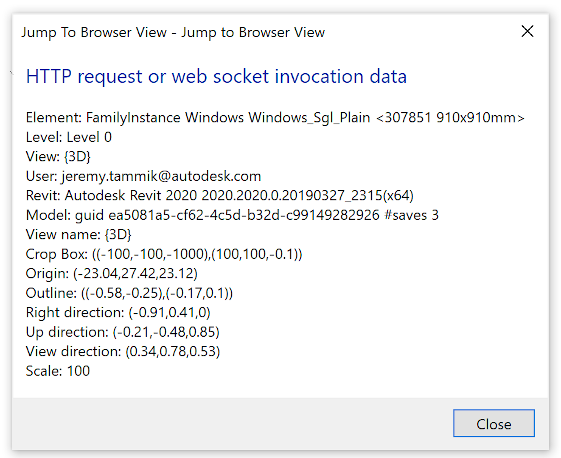 Jump To Browser View - Jump to Browser View
HTTP request or web socket invocation data
Element: FamilyInstance Windows Windows_Sgl_Plain <307851 910x910mm>
Level: Level 0
View: {3D}
User: jeremy.tammik@autodesk.com
Revit: Autodesk Revit 2020 2020.2020.0.20190327_2315(x64)
Model: guid ea5081a5-cf62-4c5d-b32d-c99149282926 #saves 3
View name: {3D}
Crop Box: ((-100,-100,-1000),(100,100,-0.1))
Origin: (-23.04,27.42,23.12)
Outline: ((-0.58,-0.25),(-0.17,0.1))
Right direction: (-0.91,0.41,0)
Up direction: (-0.21,-0.48,0.85)
View direction: (0.34,0.78,0.53)
Scale: 100
Close